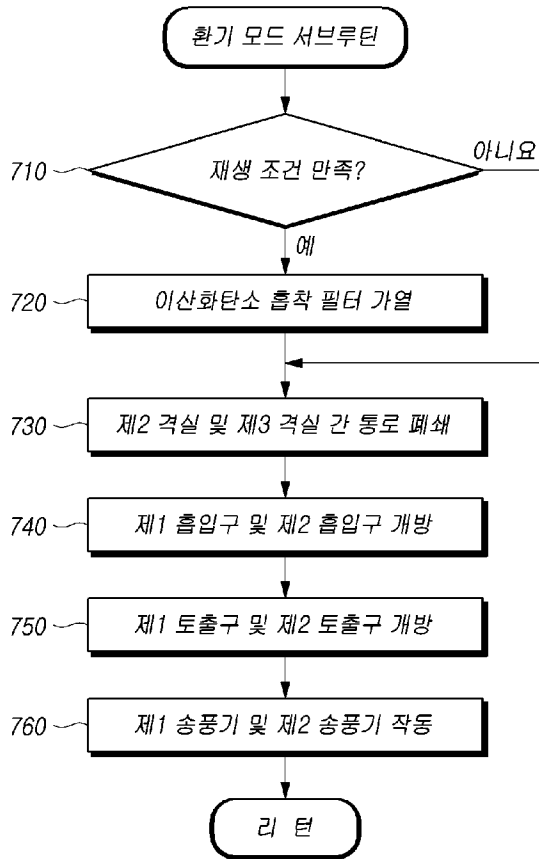 환기 모드 서브루틴
710
재생 조건 만족?
아니요
예
720
이산화탄소 흡착 필터 가열
730
제2 격실 및 제3 격실 간 통로 폐쇄
740
제1 흡입구 및 제2 흡입구 개방
750
제1 토출구 및 제2 토출구 개방
760
제1 송풍기 및 제2 송풍기 작동
리 턴